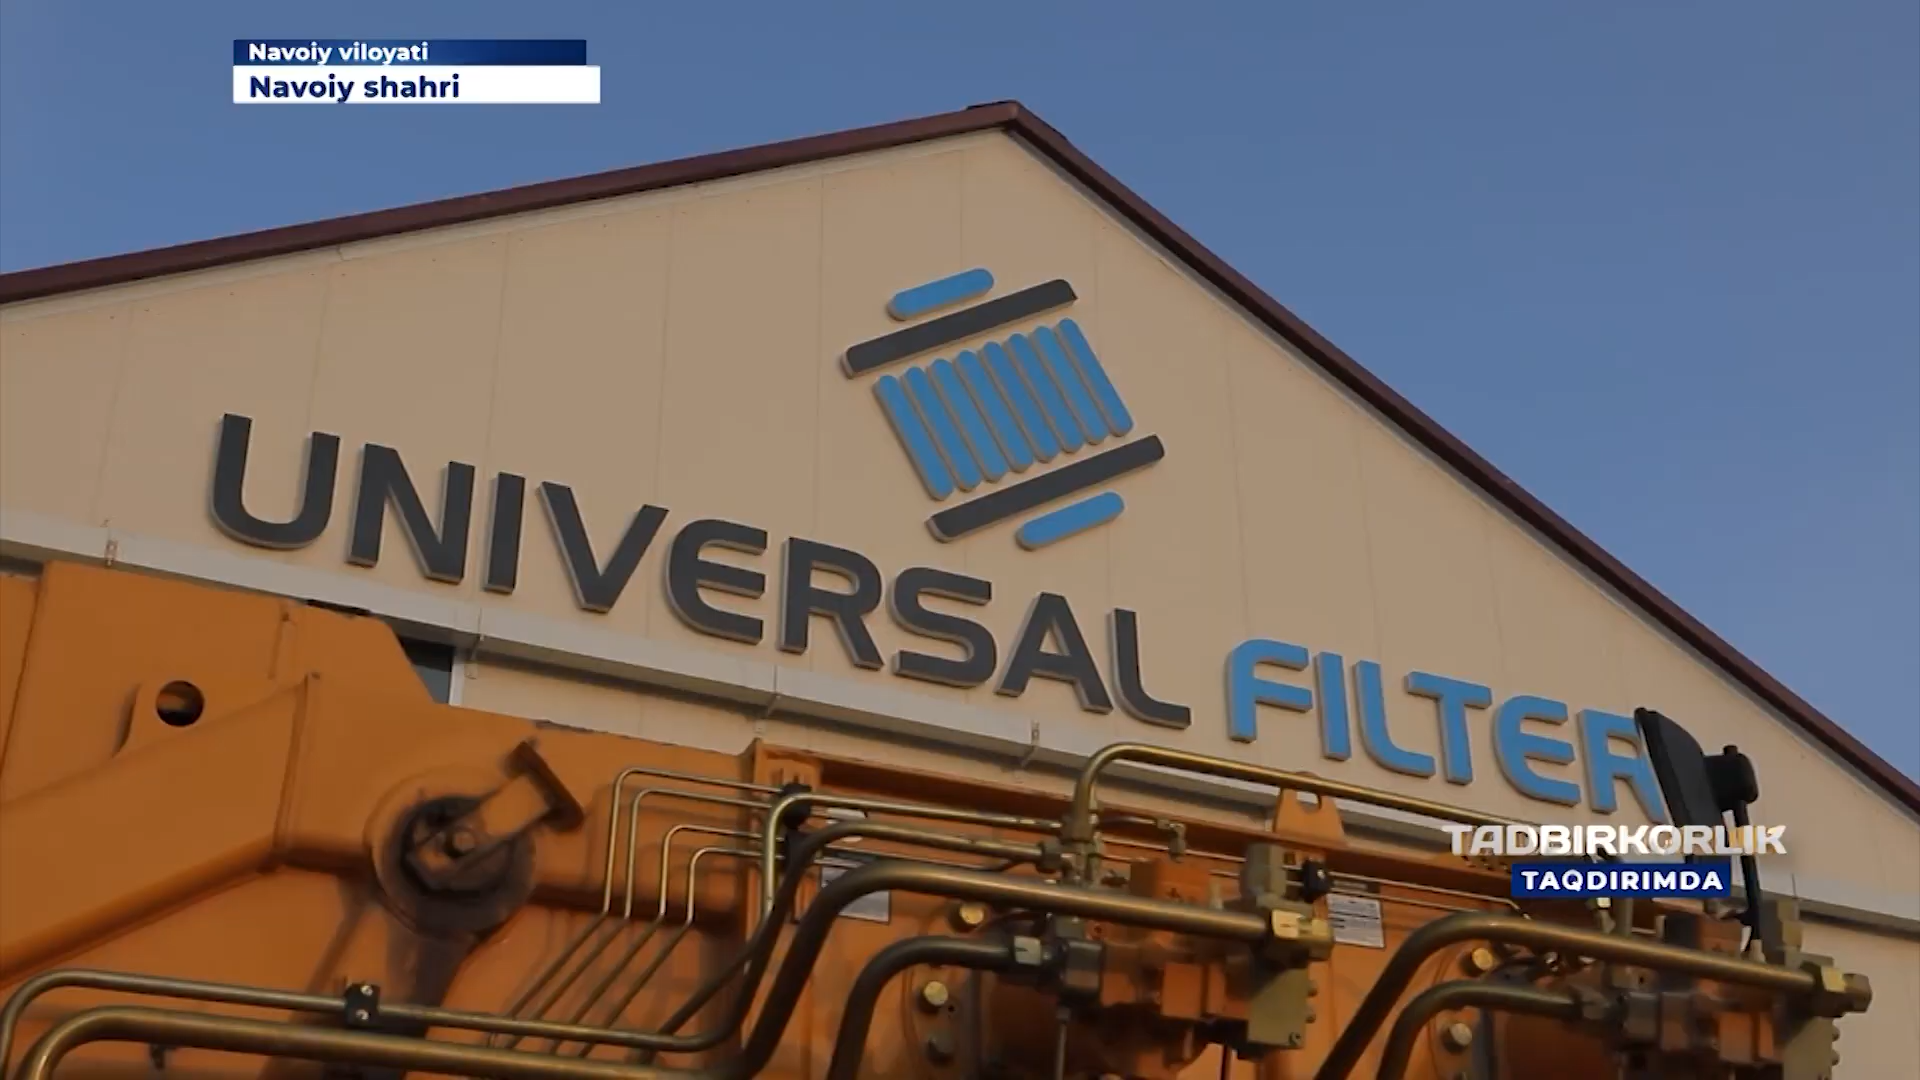 Navoiy viloyati
Navoiy shahri
UNIVERSAL FILTER
TADBIRKORLIK
TAQDIRIMDA